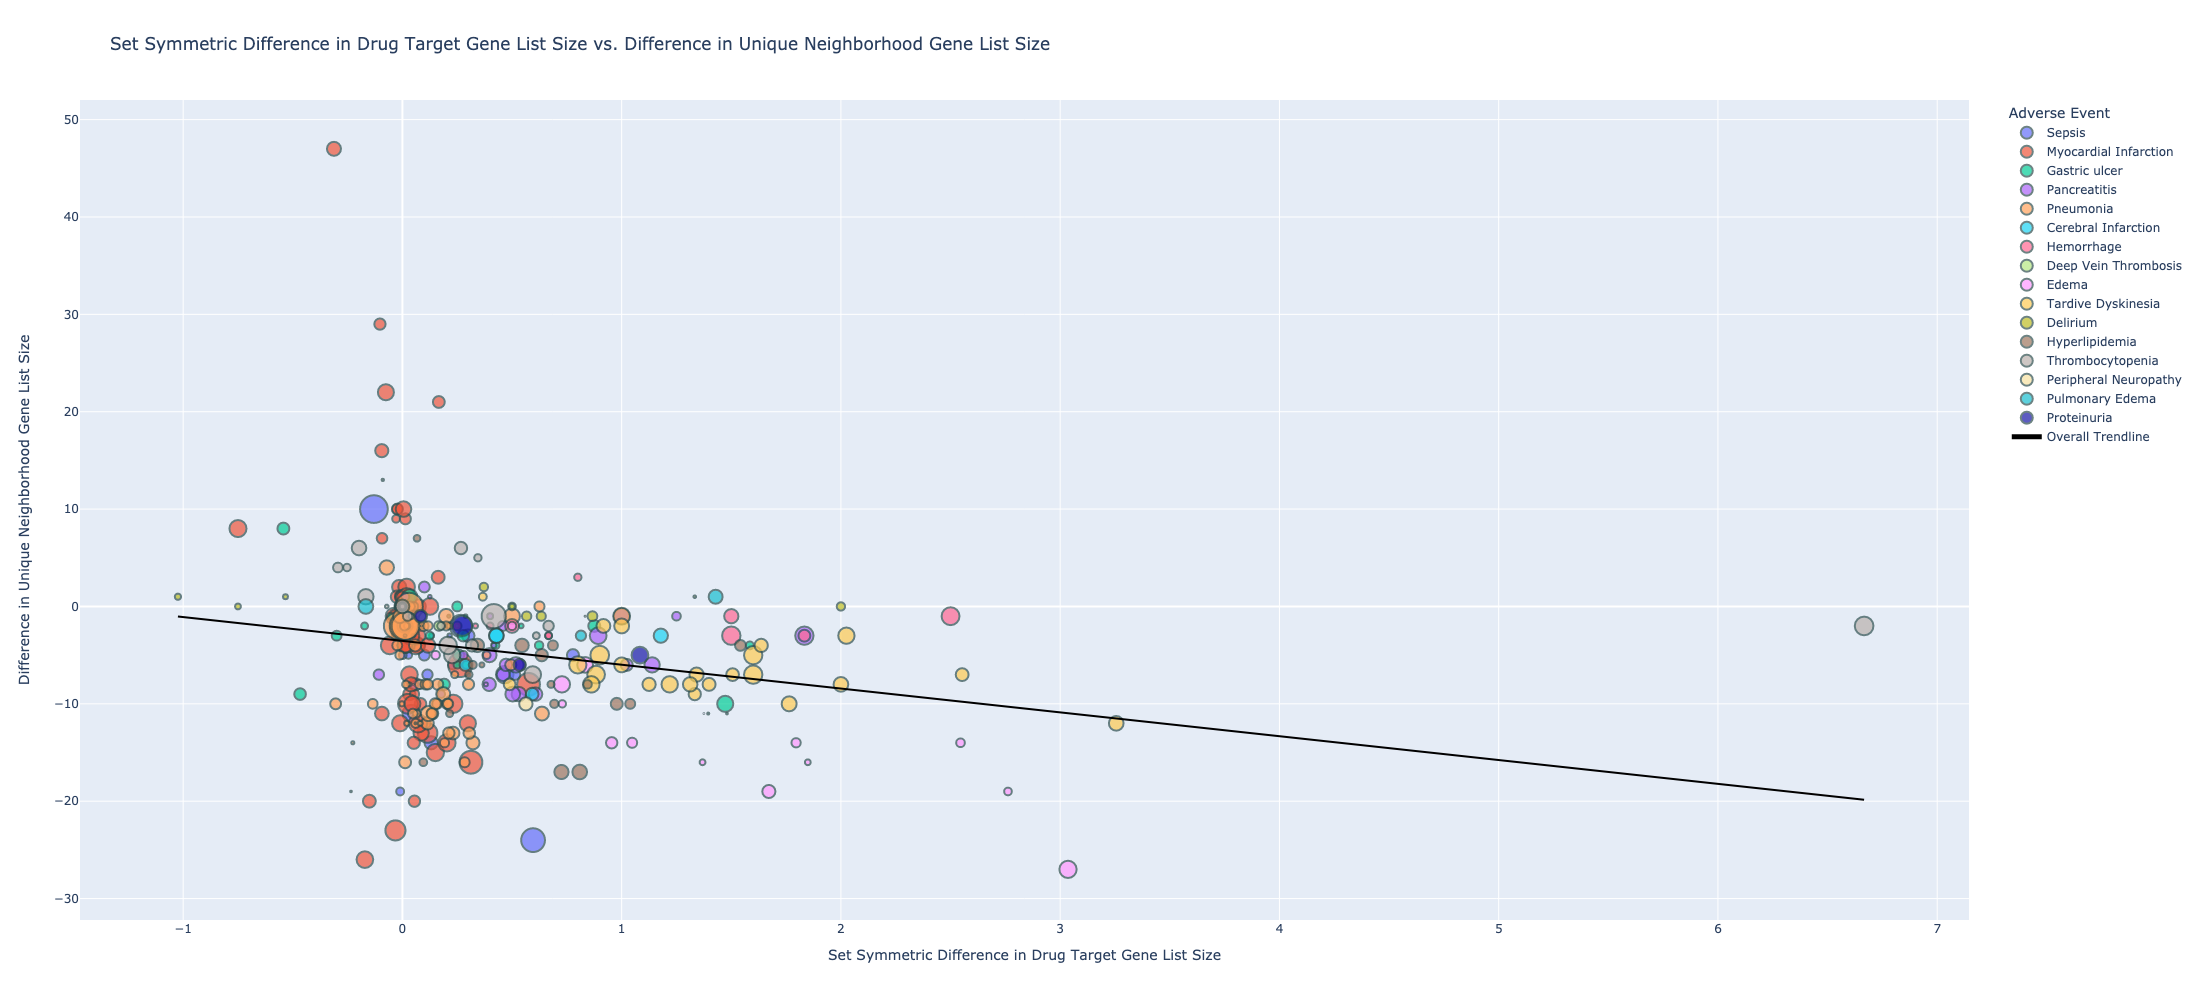 Set Symmetric Difference in Drug Target Gene List Size vs. Difference in Unique Neighborhood Gene List Size
Difference in Unique Neighborhood Gene List Size
50
40
30
20
10
0
−10
−20
−30
−1
0
1
2
3
4
5
6
7
Set Symmetric Difference in Drug Target Gene List Size
Adverse Event
Sepsis
Myocardial Infarction
Gastric ulcer
Pancreatitis
Pneumonia
Cerebral Infarction
Hemorrhage
Deep Vein Thrombosis
Edema
Tardive Dyskinesia
Delirium
Hyperlipidemia
Thrombocytopenia
Peripheral Neuropathy
Pulmonary Edema
Proteinuria
Overall Trendline